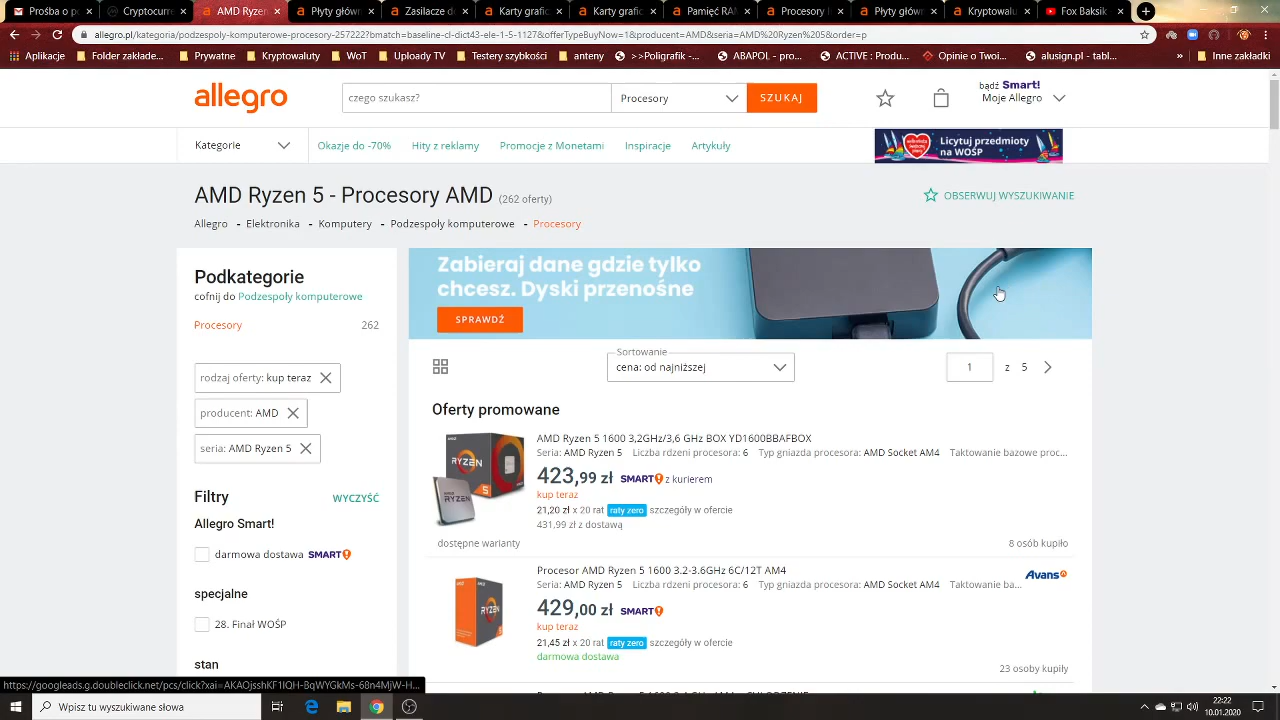 Prośba o p
Cryptocurre
Płyty główn
Zasilacze d
Karty grafic
Karty grafic
Pamięć RA
Procesory
Płyty główn
Kryptowalu
Fox Baksik
allegro.pl/kategoria/podzespoly-komputerowe-procesory-257222?bmatch=baseline-cl-dict43-ele-1-5-1127&offerTypeBuyNow=1&producent=AMD&seria=AMD%20Ryzen%205&order=p
Folder zakładki
Prywatne
Kryptowaluty
WoT
Uploady TV
Testery szybkości
anteny
>>Poligrafik -...
ABAPOL - pro...
ACTIVE : Produ...
Opinie o www.d...
alusign.pl - tabl...
allegro
czego szukasz?
Procesory
SZUKAJ
bądź Smart!
Moje Allegro
Kategorie
Okazje do -70%
Hity z reklamy
Promocje z Monetami
Inspiracje
Artykuły
Licytuj przedmioty
na WOŚP
AMD Ryzen 5 - Procesory AMD (262 oferty)
OBSERWUJ WYSZUKIWANIE
Allegro - Elektronika - Komputery - Podzespoły komputerowe - Procesory
Podkategorie
cofnij do Podzespoły komputerowe
Procesory 262
rodzaj oferty: kup teraz
producent: AMD
seria: AMD Ryzen 5
Filtry WYCZYŚĆ
Allegro Smart!
darmowa dostawa SMART!
specjalne
28. Finał WOŚP
stan
Zabieraj dane gdzie tylko
chcesz. Dyski przenośne
SPRAWDŹ
Sortowanie
cena: od najniższej
1 z 5
Oferty promowane
RYZEN
RYZEN
AMD Ryzen 5 1600 3,2GHz/3,6 GHz BOX YD1600BBAFBOX
Seria: AMD Ryzen 5 Liczba rdzeni procesora: 6 Typ gniazda procesora: AMD Socket AM4 Taktowanie bazowe proc...
423,99 zł SMART! z kurierem
kup teraz
21,20 zł x 20 rat raty zero szczegóły w ofercie
431,99 zł z dostawą
dostępne warianty 8 osób kupiło
RYZEN
Procesor AMD Ryzen 5 1600 3.2-3.6GHz 6C/12T AM4
Seria: AMD Ryzen 5 Liczba rdzeni procesora: 6 Typ gniazda procesora: AMD Socket AM4 Taktowanie ba...
Avans
429,00 zł SMART!
kup teraz
21,45 zł x 20 rat raty zero szczegóły w ofercie
darmowa dostawa
23 osoby kupiły
Wpisz tu wyszukiwane słowa
22:22
10.01.2020